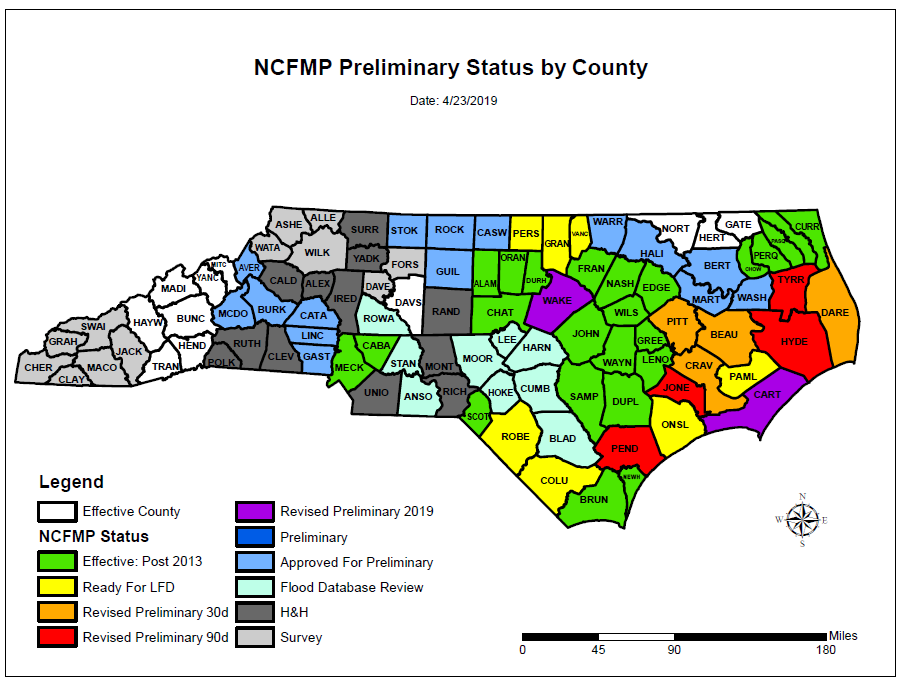 NCFMP Preliminary Status by County
Date: 4/23/2019
ALLE
ASHE
SURR
STOK
ROCK
CASW
PERS
GRAN
VANC
WARR
NORT
GATE
HERT
CURR
PASQ
PERQ
CHOW
WATA
WILK
YADK
FORS
GUIL
ALAM
ORAN
DURH
FRAN
HALI
BERT
MITC
AVER
YANC
MADI
CALD
ALEX
IRED
DAVE
DAVS
RAND
CHAT
WAKE
NASH
EDGE
MART
WASH
TYRR
DARE
HAYW
BUNC
MCDO
BURK
CATA
ROWA
WILS
PITT
BEAU
HYDE
SWAI
GRAH
JACK
HEND
RUTH
LINC
CABA
STAN
MONT
MOOR
LEE
HARN
JOHN
GREE
WAYN
LENO
CRAV
PAML
CHER
CLAY
MACO
TRAN
POLK
CLEV
GAST
MECK
UNIO
ANSO
RICH
HOKE
CUMB
SAMP
DUPL
JONE
CART
SCOT
ROBE
BLAD
PEND
ONSL
COLU
BRUN
NEWH
Legend
Effective County
NCFMP Status
Effective: Post 2013
Ready For LFD
Revised Preliminary 30d
Revised Preliminary 90d
Revised Preliminary 2019
Preliminary
Approved For Preliminary
Flood Database Review
H&H
Survey
N
W
E
S
Miles
0 45 90 180